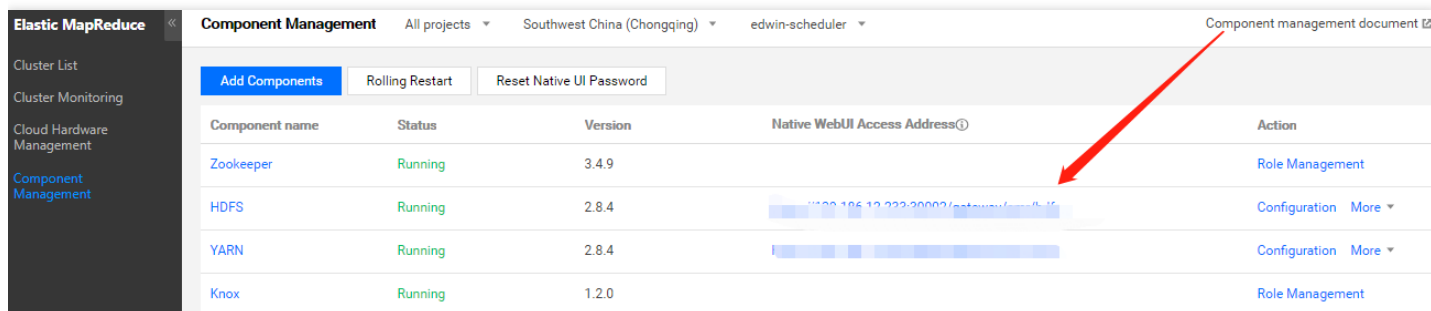 Elastic MapReduce « Component Management All projects Southwest China (Chongqing) edwin-scheduler Component management document
Cluster List
Cluster Monitoring
Cloud Hardware
Management
Component
Management
Add Components Rolling Restart Reset Native UI Password
Component name Status Version Native WebUI Access Address Action
Zookeeper Running 3.4.9 Role Management
HDFS Running 2.8.4 Configuration More
YARN Running 2.8.4 Configuration More
Knox Running 1.2.0 Role Management